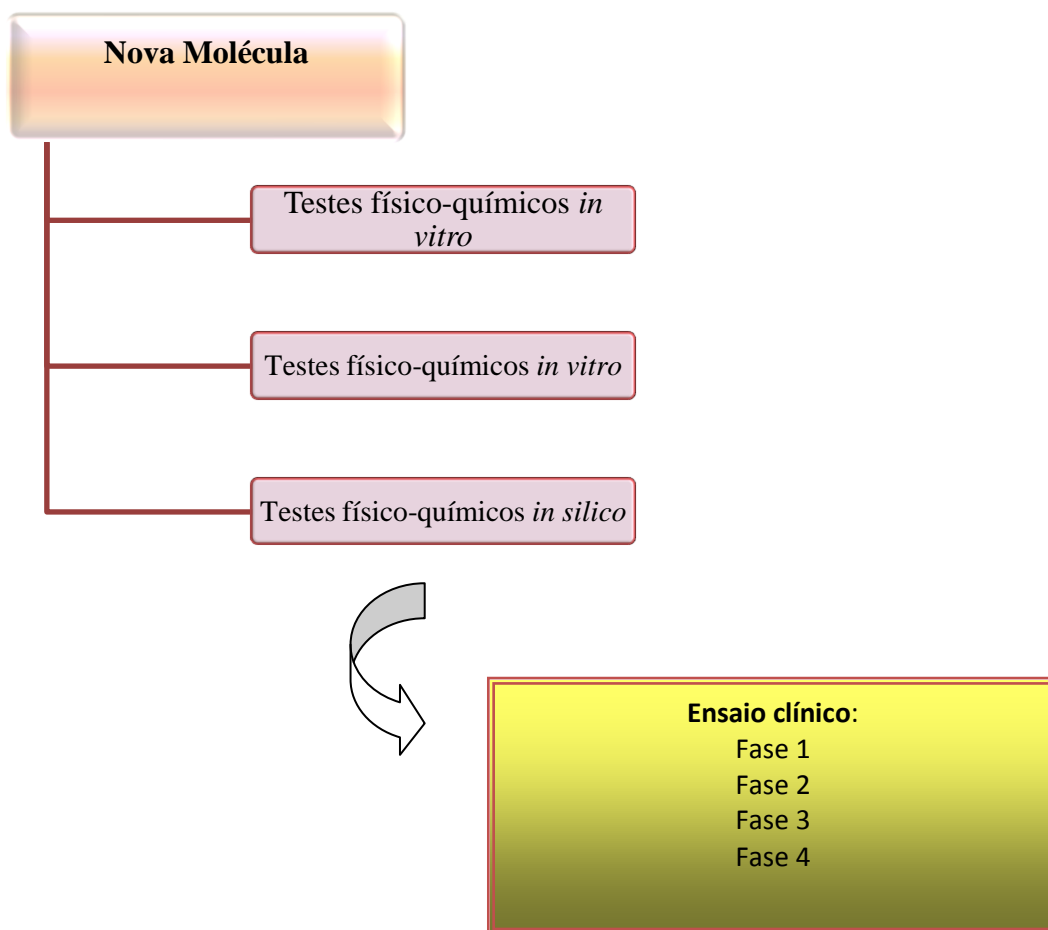 Nova Molécula
Testes físico-químicos in
vitro
Testes físico-químicos in vitro
Testes físico-químicos in silico
Ensaio clínico:
Fase 1
Fase 2
Fase 3
Fase 4